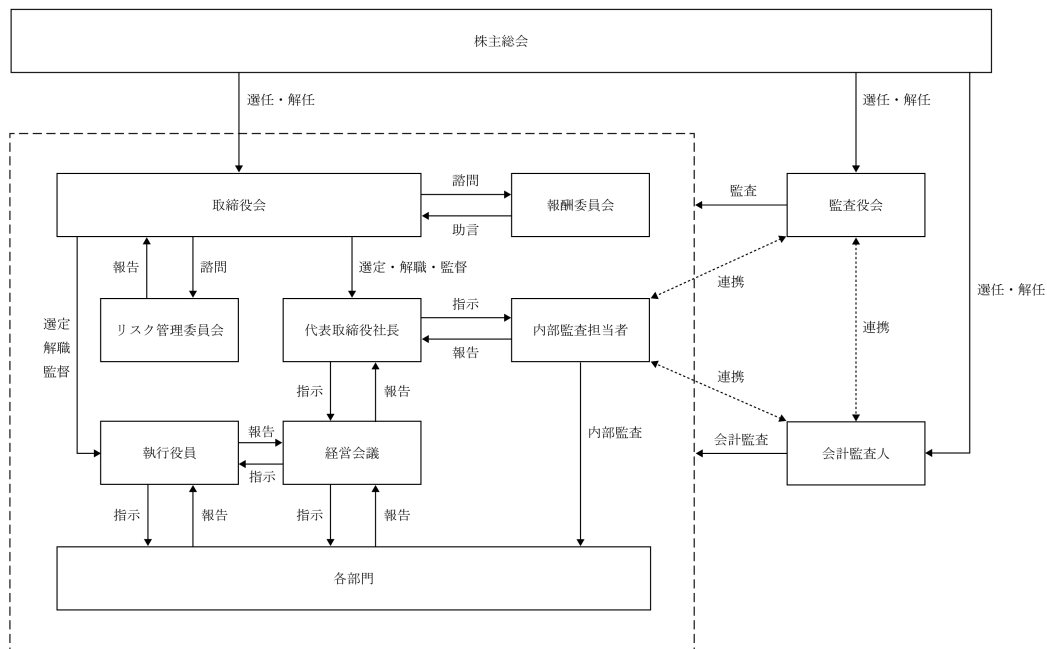 株主総会
選任・解任
選任・解任
取締役会
諮問
助言
報酬委員会
監査
監査役会
報告
諮問
選定・解職・監督
連携
選任・解任
選定
解職
監督
リスク管理委員会
代表取締役社長
指示
報告
内部監査担当者
連携
指示
報告
連携
執行役員
報告
指示
経営会議
内部監査
会計監査
会計監査人
指示
報告
指示
報告
各部門